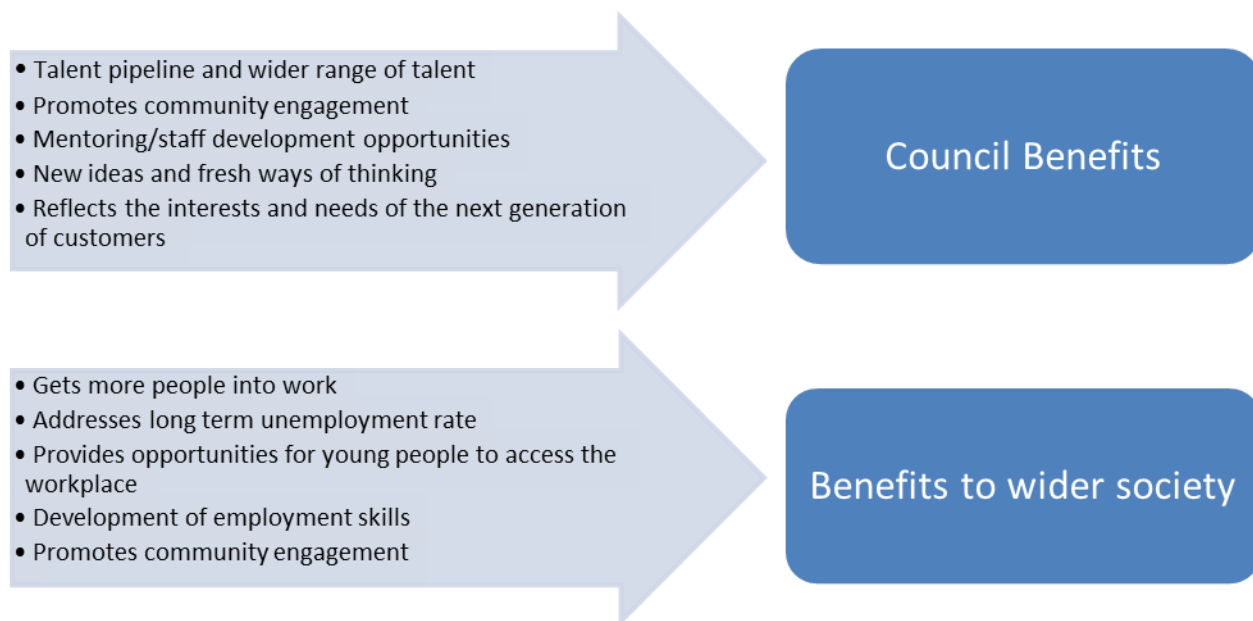 • Talent pipeline and wider range of talent
• Promotes community engagement
• Mentoring/staff development opportunities
• New ideas and fresh ways of thinking
• Reflects the interests and needs of the next generation
of customers
Council Benefits
• Gets more people into work
• Addresses long term unemployment rate
• Provides opportunities for young people to access the
workplace
• Development of employment skills
• Promotes community engagement
Benefits to wider society